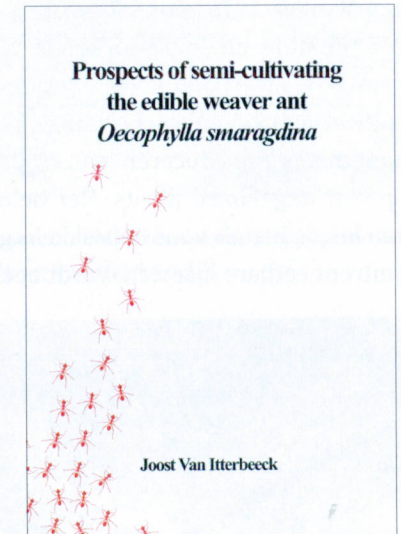 Prospects of semi-cultivating
the edible weaver ant
Oecophylla smaragdina
Joost Van Itterbeeck